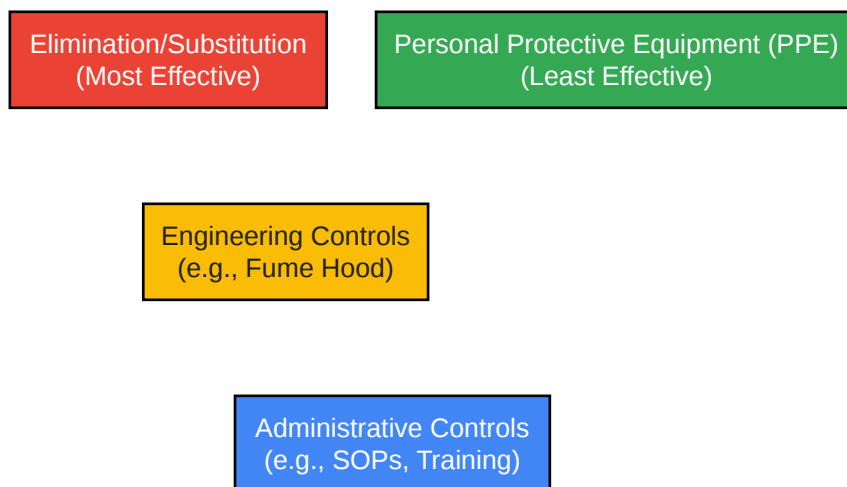 Elimination/Substitution
(Most Effective)
Personal Protective Equipment (PPE)
(Least Effective)
Engineering Controls
(e.g., Fume Hood)
Administrative Controls
(e.g., SOPs, Training)